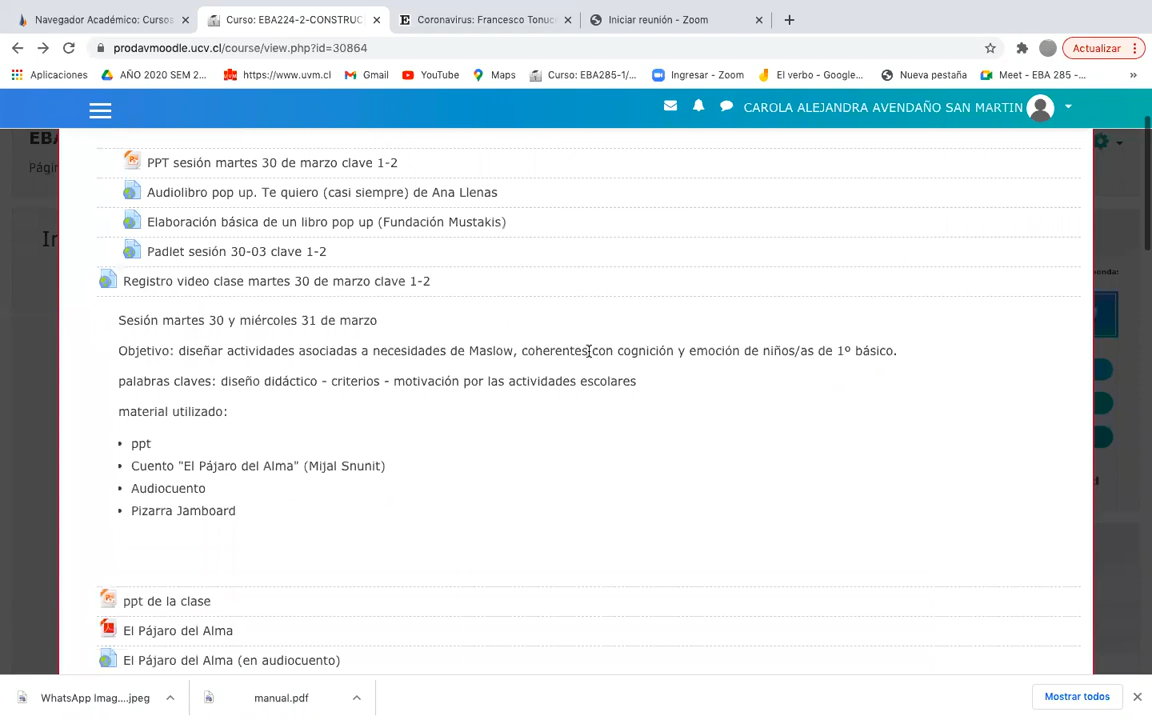 Navegador Académico: Cursos
Curso: EBA224-2-CONSTRUC
Coronavirus: Francesco Tonuc
Iniciar reunión - Zoom
prodavmoodle.ucv.cl/course/view.php?id=30864
Actualizar
Aplicaciones
AÑO 2020 SEM 2...
https://www.uvm.cl
Gmail
YouTube
Maps
Curso: EBA285-1/...
Ingresar - Zoom
El verbo - Google...
Nueva pestaña
Meet - EBA 285 -...
»
CAROLA ALEJANDRA AVENDAÑO SAN MARTIN
EB
Págin
In
PPT sesión martes 30 de marzo clave 1-2
Audiolibro pop up. Te quiero (casi siempre) de Ana Llenas
Elaboración básica de un libro pop up (Fundación Mustakis)
Padlet sesión 30-03 clave 1-2
onda:
Registro video clase martes 30 de marzo clave 1-2
Sesión martes 30 y miércoles 31 de marzo
Objetivo: diseñar actividades asociadas a necesidades de Maslow, coherentes con cognición y emoción de niños/as de 1º básico.
palabras claves: diseño didáctico - criterios - motivación por las actividades escolares
material utilizado:
• ppt
• Cuento "El Pájaro del Alma" (Mijal Snunit)
• Audiocuento
• Pizarra Jamboard
ppt de la clase
El Pájaro del Alma
El Pájaro del Alma (en audiocuento)
WhatsApp Imag....jpeg
manual.pdf
Mostrar todos